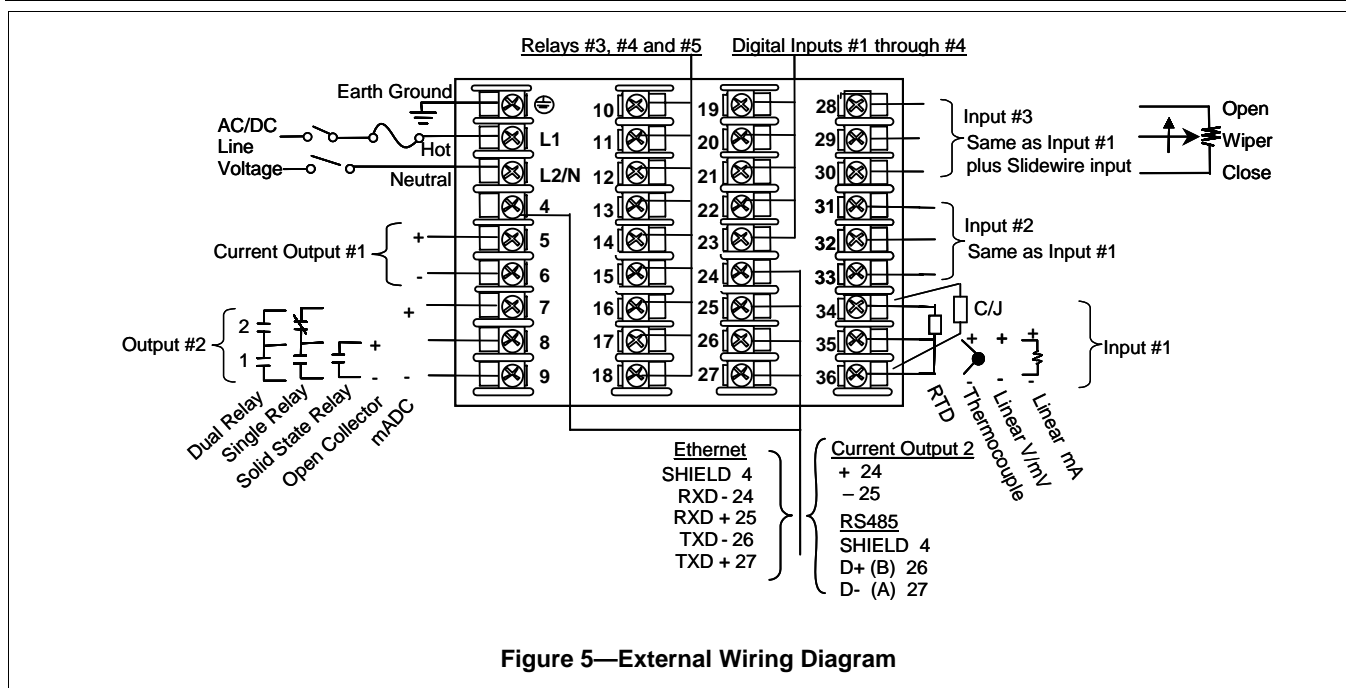 Relays #3, #4 and #5
Digital Inputs #1 through #4
Earth Ground
AC/DC
Line
Voltage
Hot
Neutral
L1
L2/N
4
5
6
7
8
9
10
11
12
13
14
15
16
17
18
19
20
21
22
23
24
25
26
27
28
29
30
31
32
33
34
35
36
Current Output #1
+
-
Output #2
2
1
+
+
-
-
Dual Relay
Single Relay
Solid State Relay
Open Collector
mADC
Input #3
Same as Input #1
plus Slidewire input
Open
Wiper
Close
Input #2
Same as Input #1
C/J
Input #1
+
+
+
-
-
-
RTD
Thermocouple
Linear V/mV
Linear mA
Ethernet
SHIELD 4
RXD - 24
RXD + 25
TXD - 26
TXD + 27
Current Output 2
+ 24
– 25
RS485
SHIELD 4
D+ (B) 26
D- (A) 27
Figure 5—External Wiring Diagram